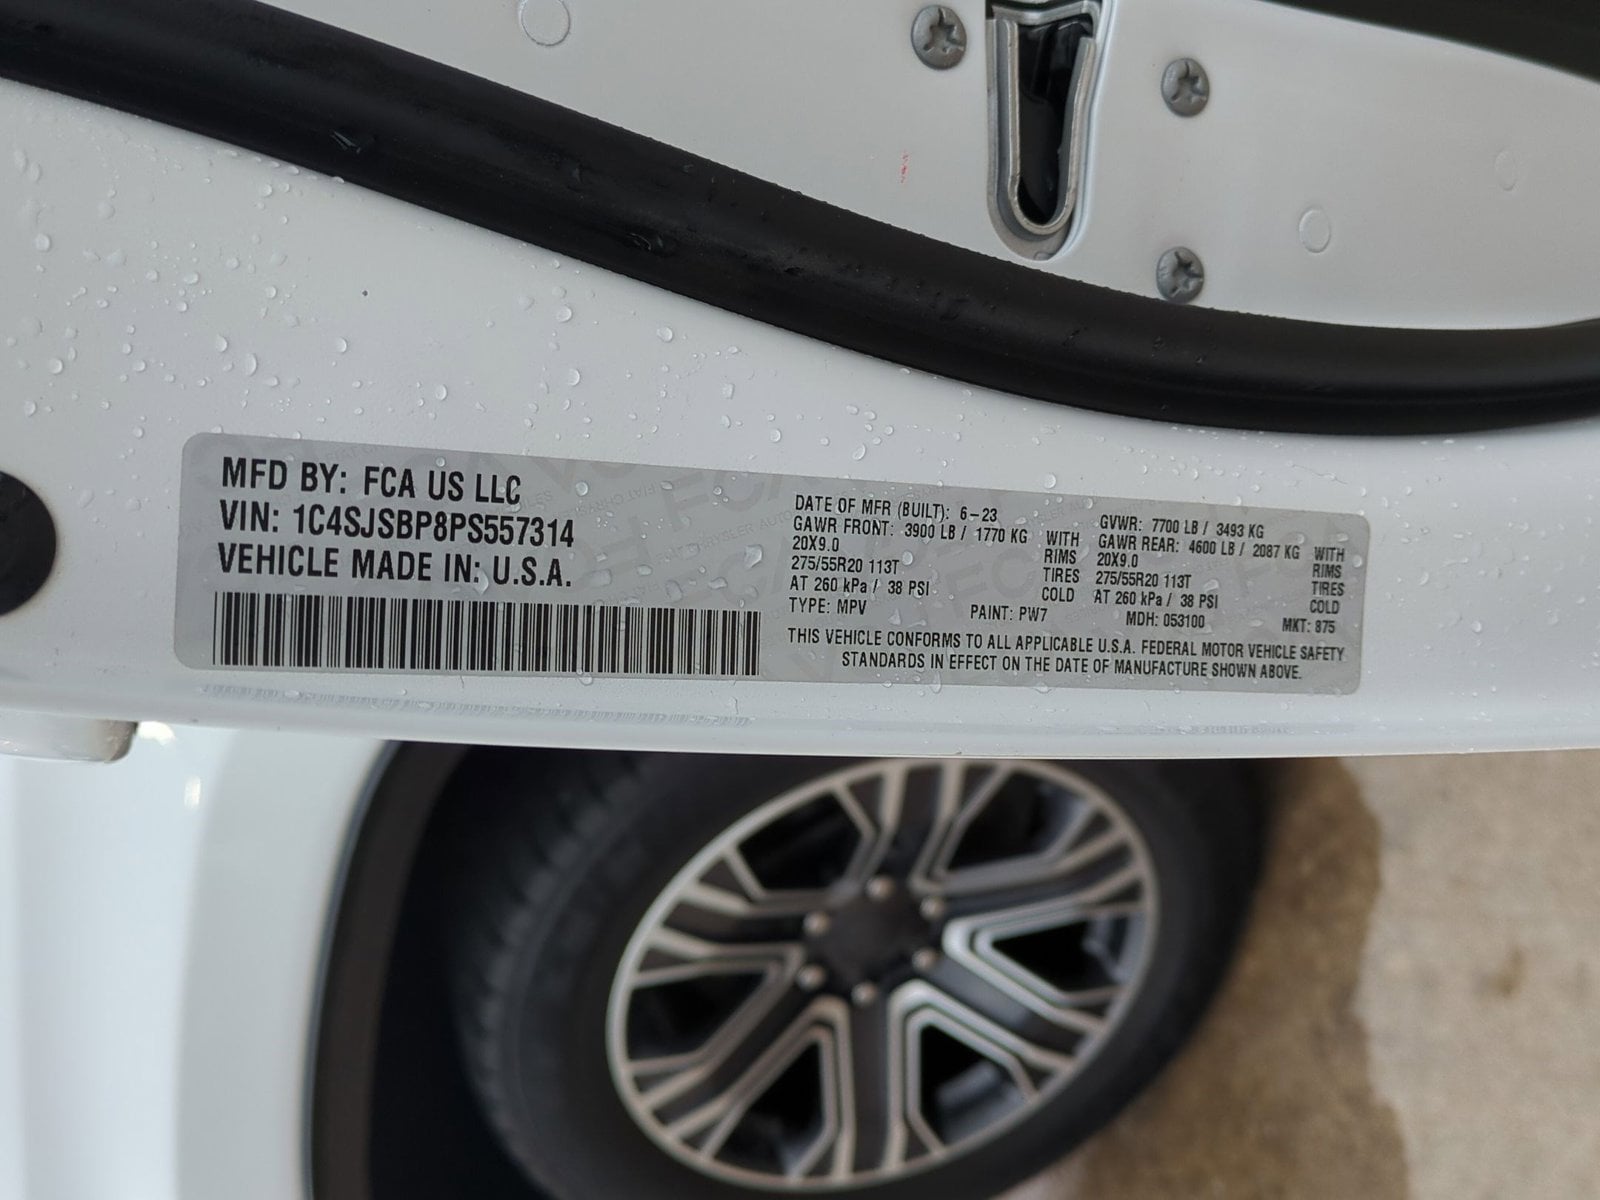 MFD BY: FCA US LLC
VIN: 1C4SJSBP8PS557314
VEHICLE MADE IN: U.S.A.
DATE OF MFR (BUILT): 6-23 GVWR: 7700 LB / 3493 KG
GAWR FRONT: 3900 LB / 1770 KG WITH GAWR REAR: 4600 LB / 2087 KG WITH
20X9.0 RIMS 20X9.0 RIMS
275/55R20 113T TIRES 275/55R20 113T TIRES
AT 260 kPa / 38 PSI COLD AT 260 kPa / 38 PSI COLD
TYPE: MPV PAINT: PW7 MDH: 053100 MKT: 875
THIS VEHICLE CONFORMS TO ALL APPLICABLE U.S.A. FEDERAL MOTOR VEHICLE SAFETY
STANDARDS IN EFFECT ON THE DATE OF MANUFACTURE SHOWN ABOVE.